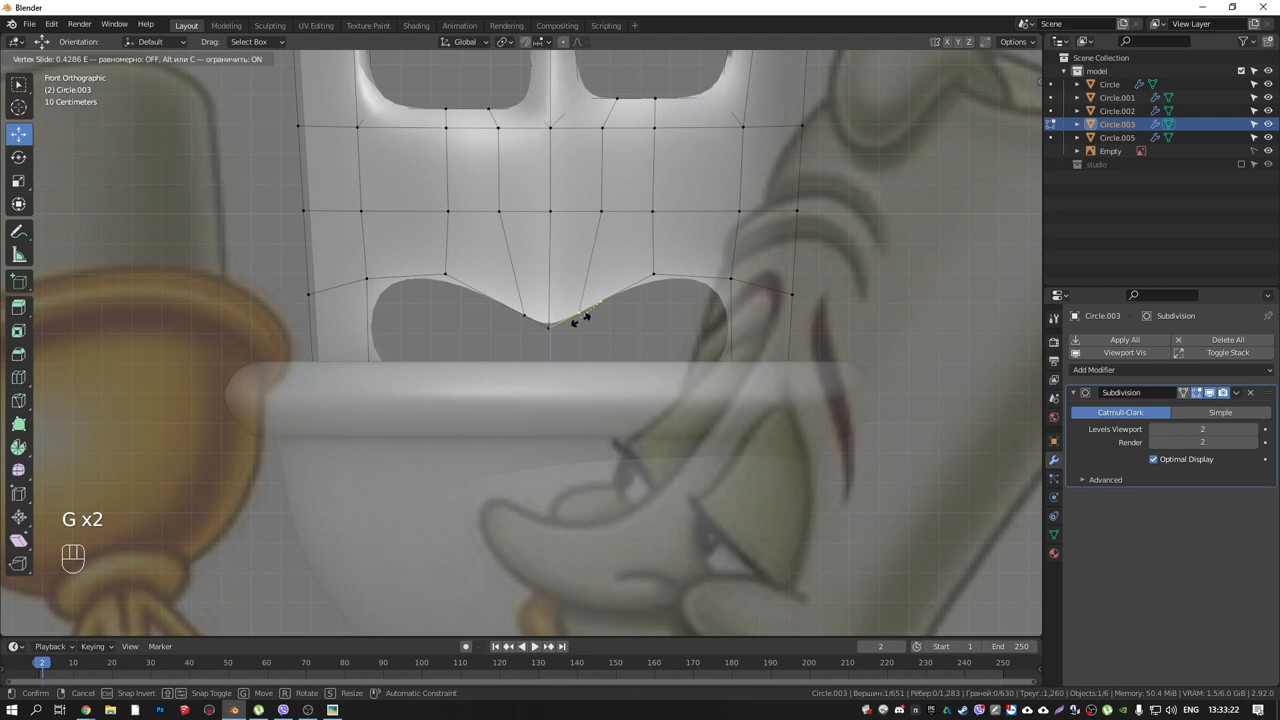 Blender
File Edit Render Window Help Layout Modeling Sculpting UV Editing Texture Paint Shading Animation Rendering Compositing Scripting + Scene View Layer
Orientation: Default Drag: Select Box Global X Y Z Options
Vertex Slide: 0.4286 E — равномерно: OFF, Alt или C — ограничить: ON
Front Orthographic
(2) Circle.003
10 Centimeters
Scene Collection
model
Circle
Circle.001
Circle.002
Circle.003
Circle.005
Empty
studio
Circle.003 Subdivision
Apply All Delete All
Viewport Vis Toggle Stack
Add Modifier
Subdivision
Catmull-Clark Simple
Levels Viewport 2
Render 2
Optimal Display
Advanced
G x2
Playback Keying View Marker 2 Start 1 End 250
2 10 20 30 40 50 60 70 80 90 100 110 120 130 140 150 160 170 180 190 200 210 220 230 240 250
Confirm Cancel Snap Invert Snap Toggle G Move R Rotate S Resize Automatic Constraint Circle.003 | Вершин:1/651 | Рёбер:0/1,283 | Граней:0/630 | Треуг.:1,260 | Objects:1/6 | Memory: 50.4 MiB | VRAM: 1.5/6.0 GiB | 2.92.0
ENG 13:33:22